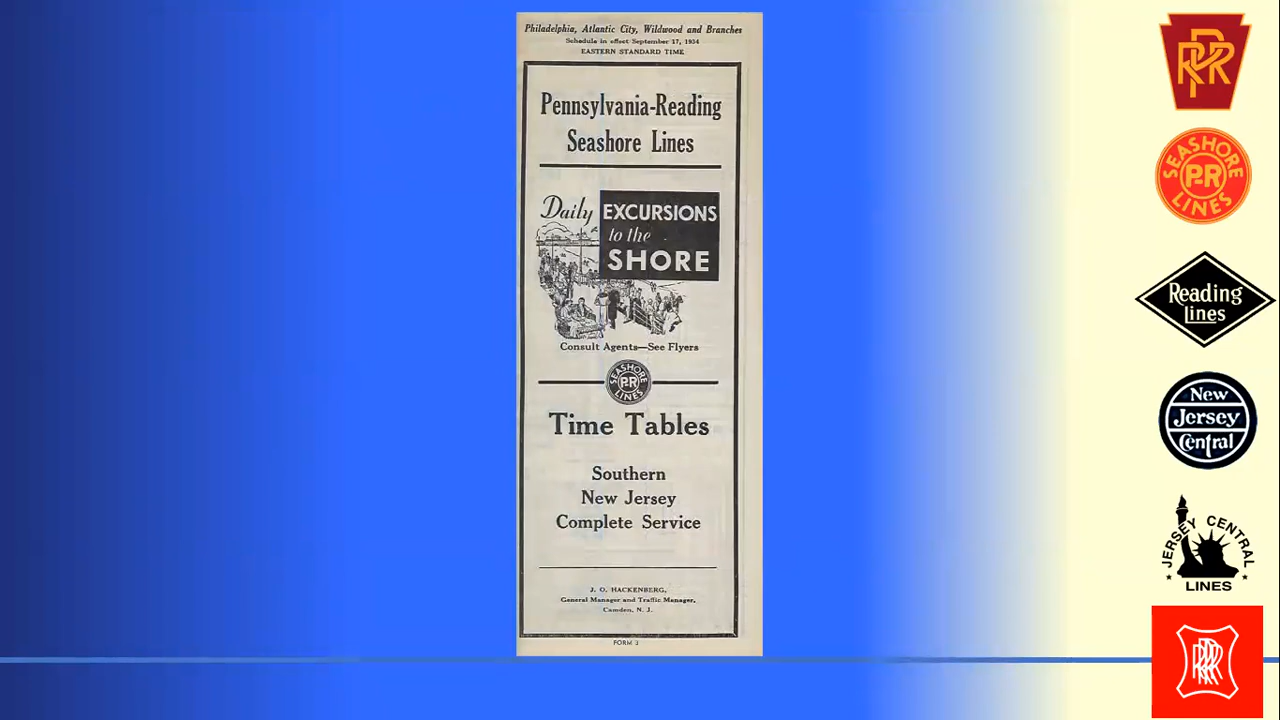 Philadelphia, Atlantic City, Wildwood and Branches
Schedule in effect September 17, 1934
EASTERN STANDARD TIME
Pennsylvania-Reading
Seashore Lines
Daily EXCURSIONS
to the
SHORE
Consult Agents—See Flyers
SEASHORE
P-R
LINES
Time Tables
Southern
New Jersey
Complete Service
J. O. HACKENBERG,
General Manager and Traffic Manager,
Camden, N. J.
FORM 3
PRR
SEASHORE
P-R
LINES
Reading
Lines
New
Jersey
Central
JERSEY CENTRAL
LINES
RRR